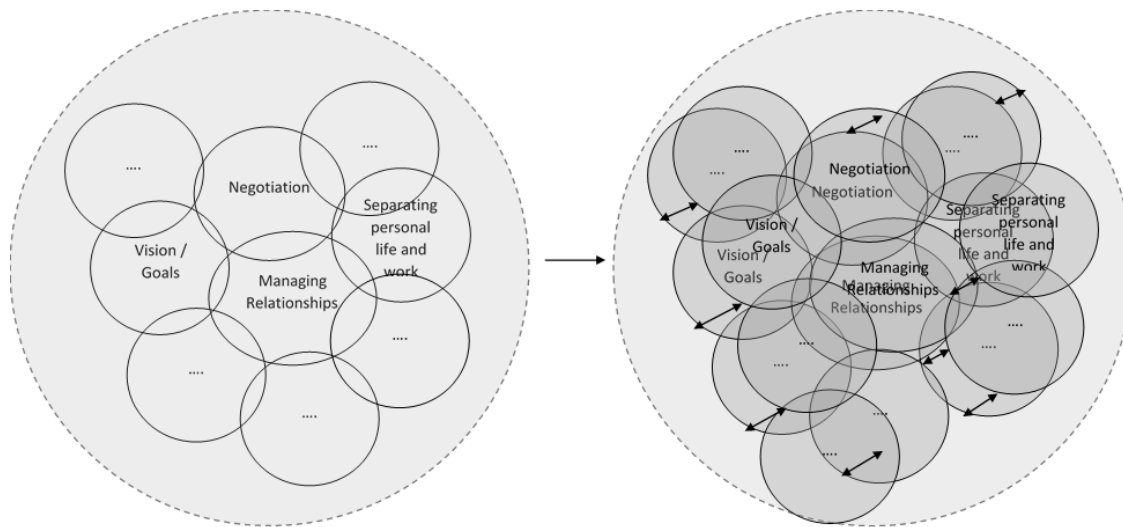 ....
....
Negotiation
Separating
personal
life and
work
Vision /
Goals
Managing
Relationships
....
....
....
....
....
....
....
Negotiation
Negotiation
Separating
personal
life and
work
Separating
personal
life and
work
Vision /
Goals
Vision /
Goals
Managing
Relationships
Managing
Relationships
....
....
....
....
....
....